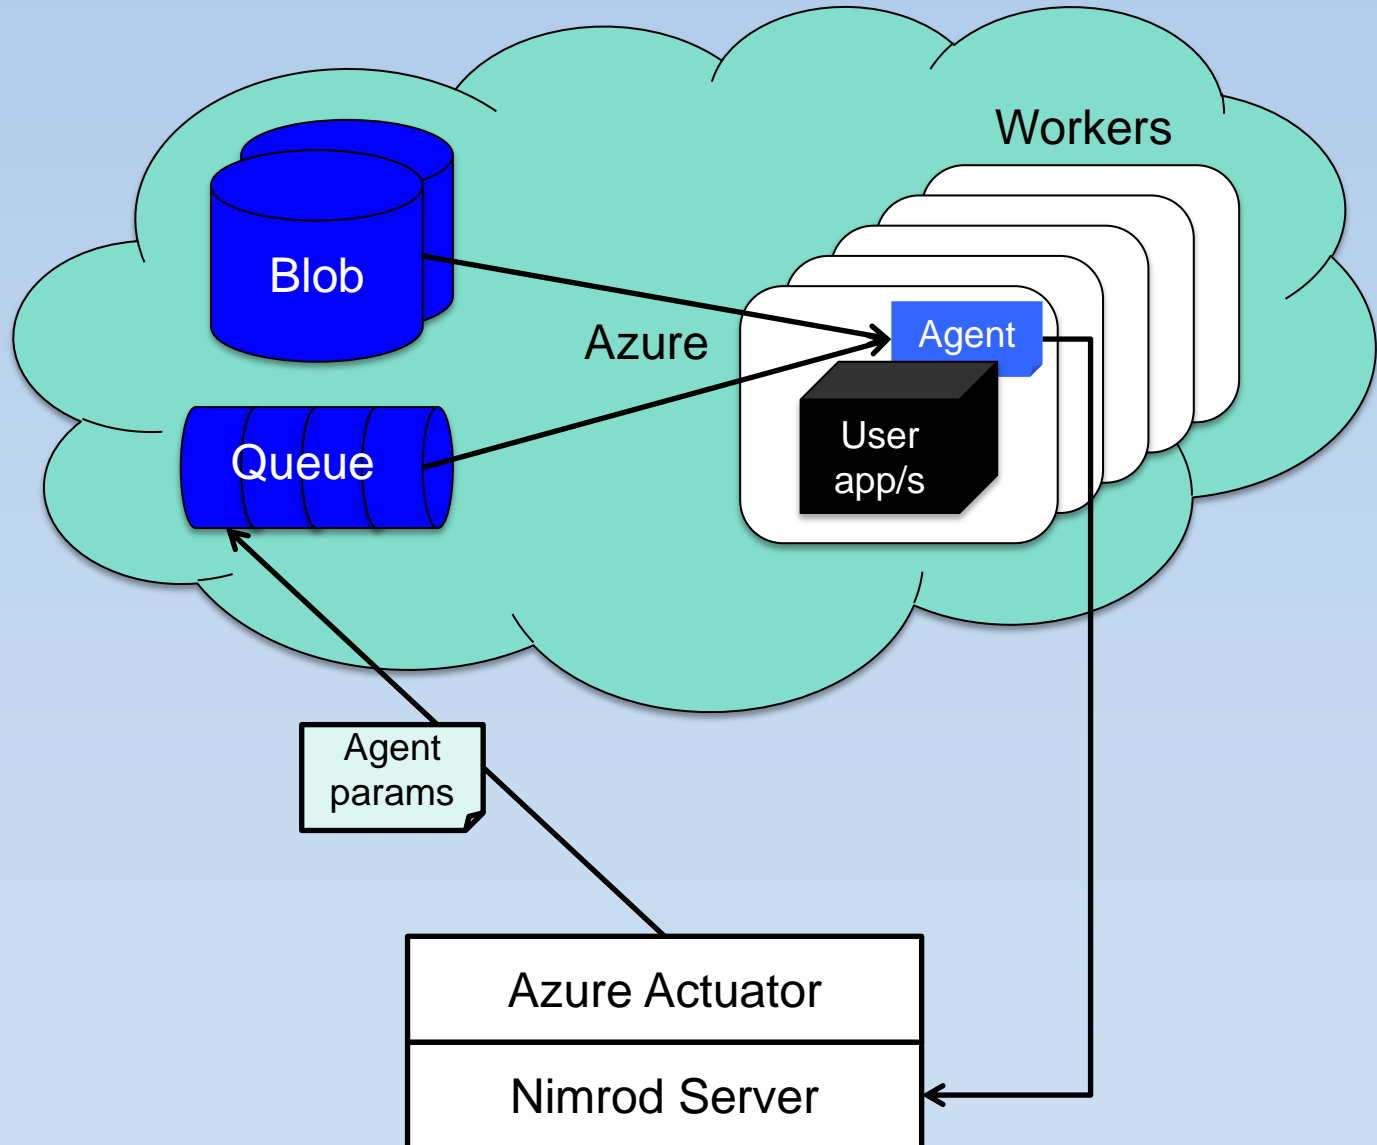 Workers
Blob
Azure
Agent
User
app/s
Queue
Agent
params
Azure Actuator
Nimrod Server